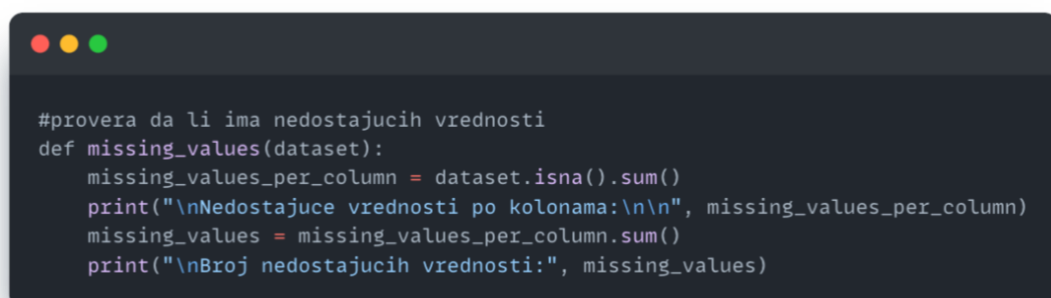 #provera da li ima nedostajucih vrednosti
def missing_values(dataset):
    missing_values_per_column = dataset.isna().sum()
    print("\nNedostajuce vrednosti po kolonama:\n\n", missing_values_per_column)
    missing_values = missing_values_per_column.sum()
    print("\nBroj nedostajucih vrednosti:", missing_values)